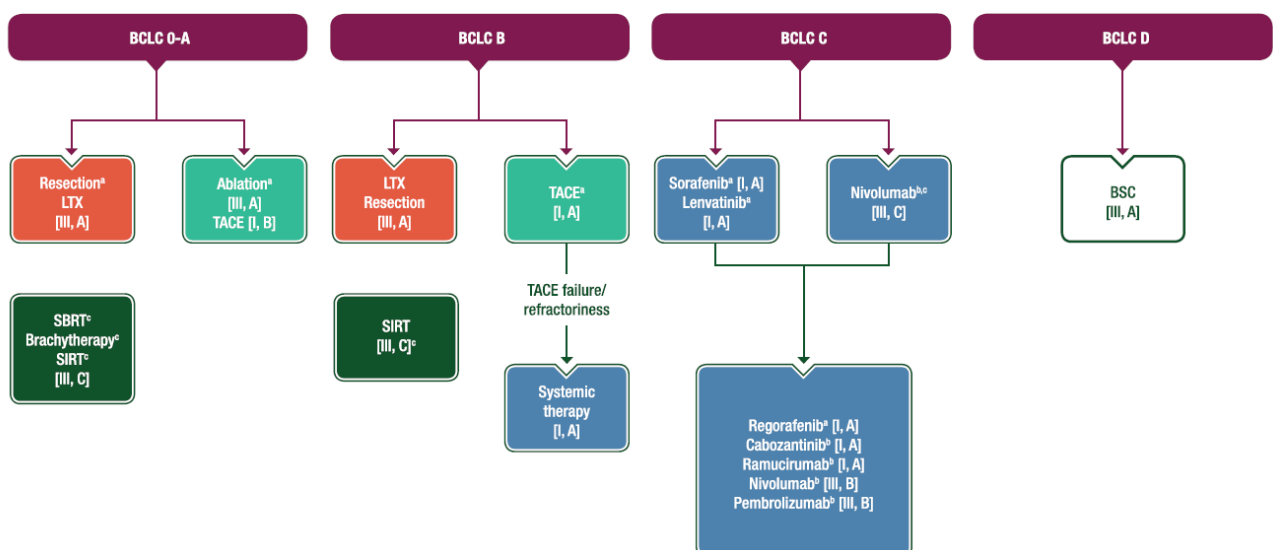 BCLC 0-A
BCLC B
BCLC C
BCLC D
Resectionᵃ
LTX
[III, A]
Ablationᵃ
[III, A]
TACE [I, B]
LTX
Resection
[III, A]
TACEᵃ
[I, A]
Sorafenibᵃ [I, A]
Lenvatinibᵃ
[I, A]
Nivolumabᵇ,ᶜ
[III, C]
BSC
[III, A]
SBRTᶜ
Brachytherapyᶜ
SIRTᶜ
[III, C]
SIRT
[III, C]ᶜ
TACE failure/
refractoriness
Systemic
therapy
[I, A]
Regorafenibᵃ [I, A]
Cabozantinibᵇ [I, A]
Ramucirumabᵇ [I, A]
Nivolumabᵇ [III, B]
Pembrolizumabᵇ [III, B]